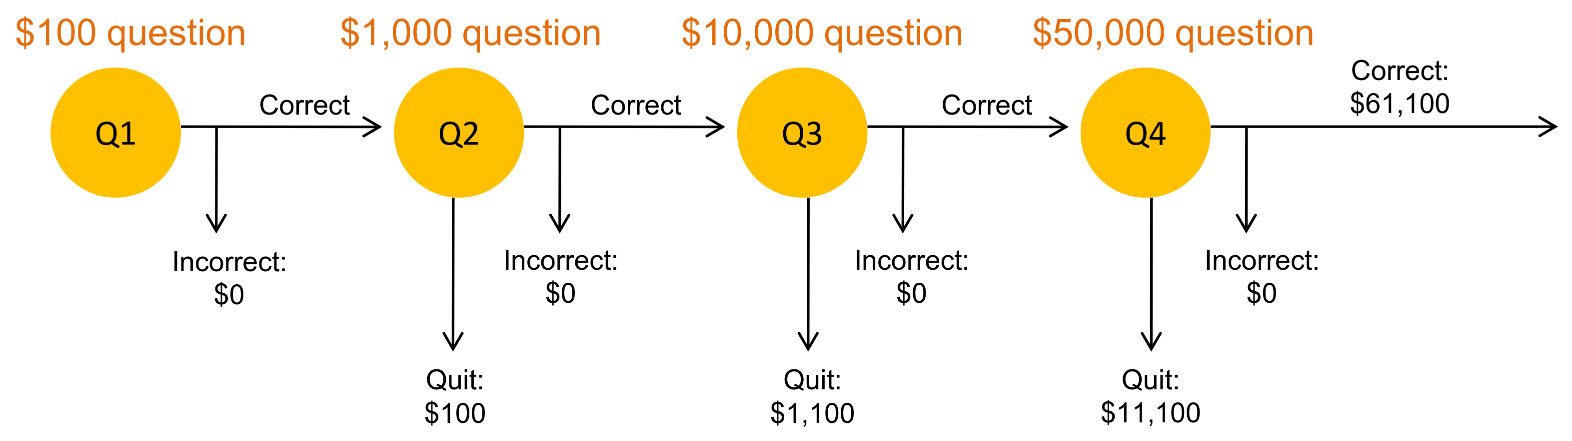 $100 question
$1,000 question
$10,000 question
$50,000 question
Correct:
$61,100
Correct
Correct
Correct
Q1
Q2
Q3
Q4
Incorrect:
$0
Incorrect:
$0
Incorrect:
$0
Incorrect:
$0
Quit:
$100
Quit:
$1,100
Quit:
$11,100